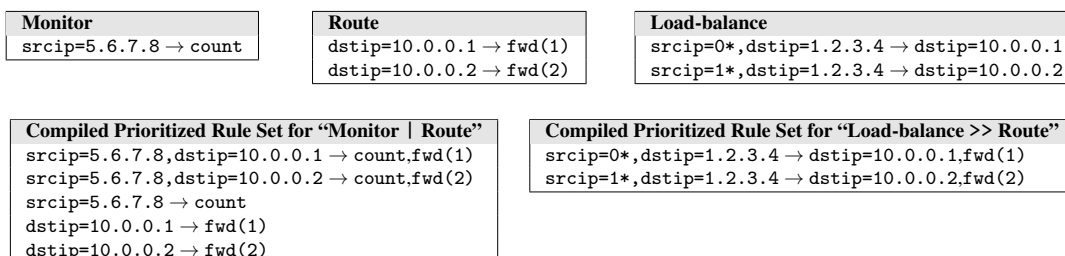 Monitor
srcip=5.6.7.8 → count
Route
dstip=10.0.0.1 → fwd(1)
dstip=10.0.0.2 → fwd(2)
Load-balance
srcip=0*,dstip=1.2.3.4 → dstip=10.0.0.1
srcip=1*,dstip=1.2.3.4 → dstip=10.0.0.2
Compiled Prioritized Rule Set for “Monitor | Route”
srcip=5.6.7.8,dstip=10.0.0.1 → count,fwd(1)
srcip=5.6.7.8,dstip=10.0.0.2 → count,fwd(2)
srcip=5.6.7.8 → count
dstip=10.0.0.1 → fwd(1)
dstip=10.0.0.2 → fwd(2)
Compiled Prioritized Rule Set for “Load-balance >> Route”
srcip=0*,dstip=1.2.3.4 → dstip=10.0.0.1,fwd(1)
srcip=1*,dstip=1.2.3.4 → dstip=10.0.0.2,fwd(2)